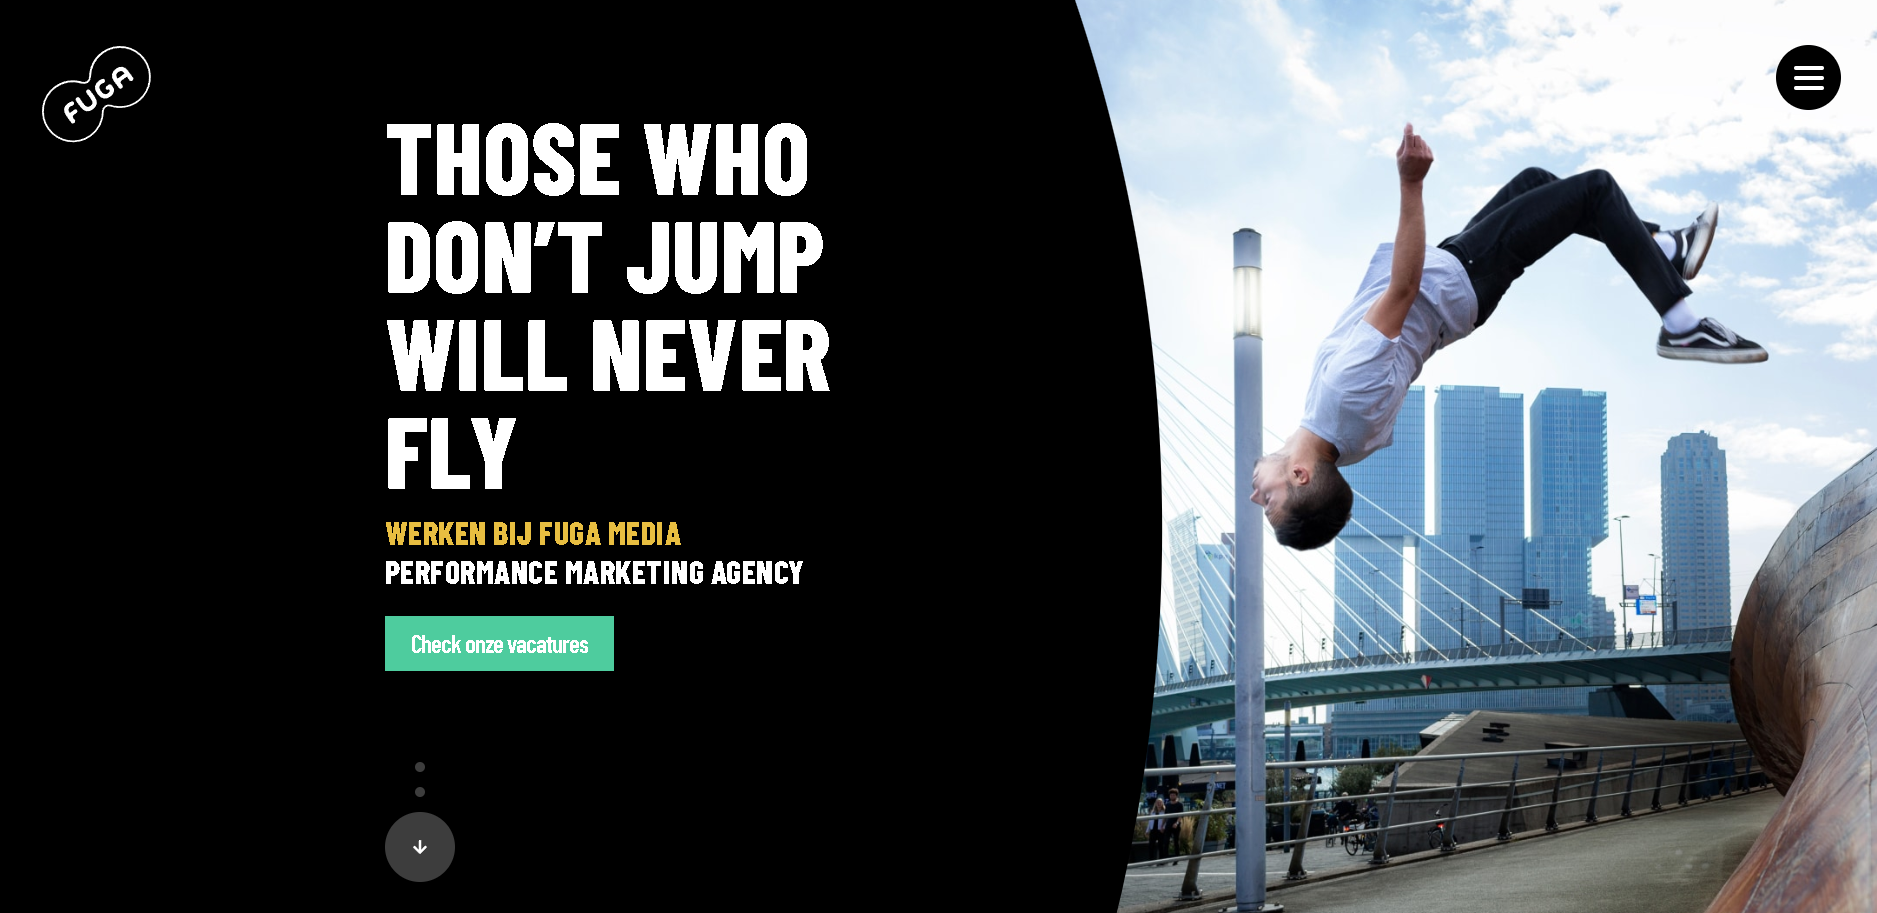 FUGA
THOSE WHO
DON’T JUMP
WILL NEVER
FLY
WERKEN BIJ FUGA MEDIA
PERFORMANCE MARKETING AGENCY
Check onze vacatures